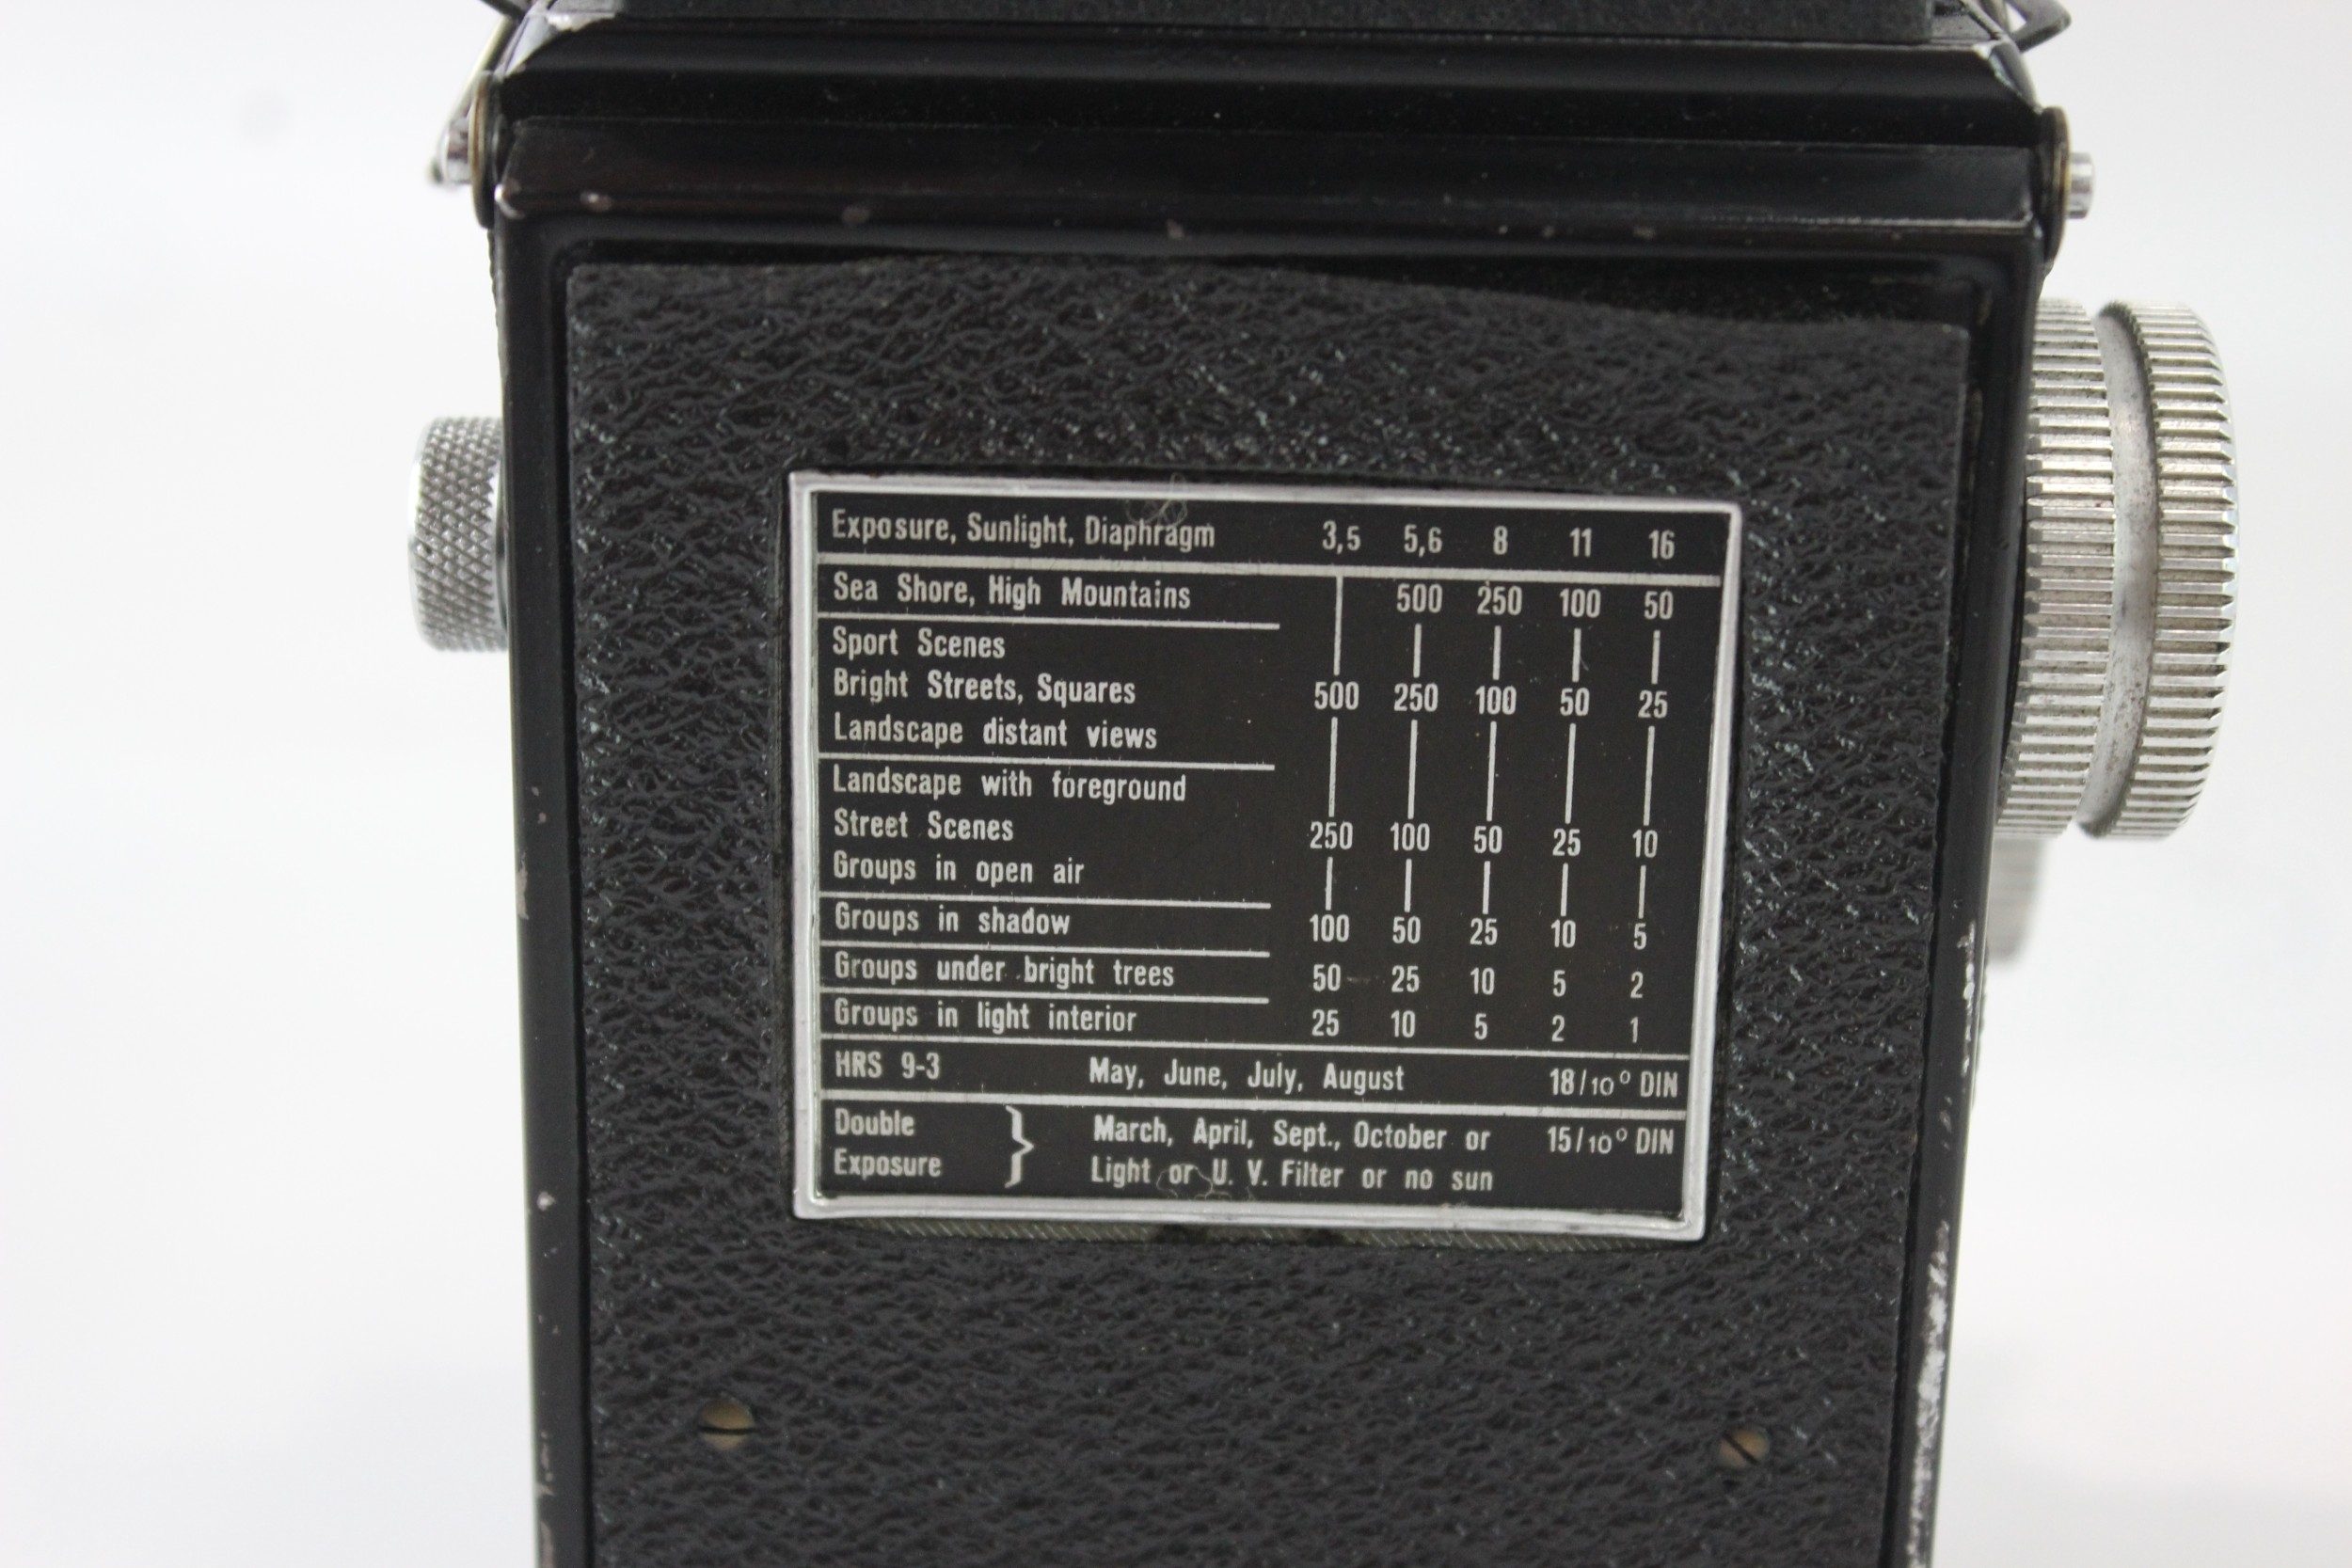 Exposure, Sunlight, Diaphragm 3,5 5,6 8 11 16
Sea Shore, High Mountains 500 250 100 50
Sport Scenes
Bright Streets, Squares 500 250 100 50 25
Landscape distant views
Landscape with foreground
Street Scenes 250 100 50 25 10
Groups in open air
Groups in shadow 100 50 25 10 5
Groups under bright trees 50 25 10 5 2
Groups in light interior 25 10 5 2 1
HRS 9-3 May, June, July, August 18/10° DIN
Double } March, April, Sept., October or 15/10° DIN
Exposure Light or U. V. Filter or no sun